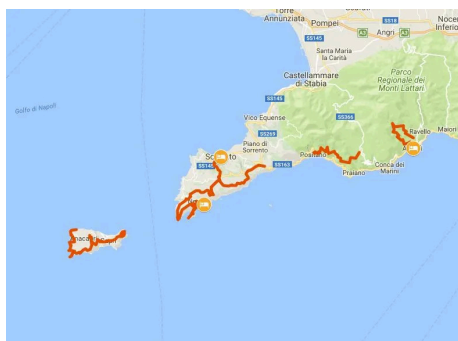 Torre
Annunziata
Pompei
SS18
Angri
Nocer
Inferio
SS145
Santa Maria
la Carità
Castellammare
di Stabia
Parco
Regionale dei
Monti Lattari
Golfo di Napoli
SS145
Vico Equense
SS366
SS269
Ravello
Maiori
Piano di
Sorrento
SS145
SS163
Positano
Praiano
Conca dei
Marini